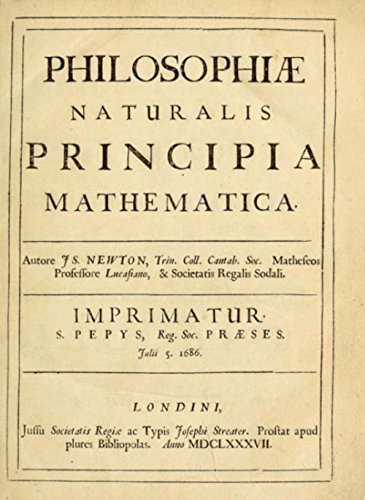 PHILOSOPHIÆ
NATURALIS
PRINCIPIA
MATHEMATICA.
Autore JS. NEWTON, Trin. Coll. Cantab. Soc. Matheseos
Professore Lucasiano, & Societatis Regalis Sodali.
IMPRIMATUR.
S. PEPYS, Reg. Soc. PRÆSES.
Julii 5. 1686.
LONDINI,
Jussu Societatis Regiæ ac Typis Josephi Streater. Prostat apud
plures Bibliopolas. Anno MDCLXXXVII.